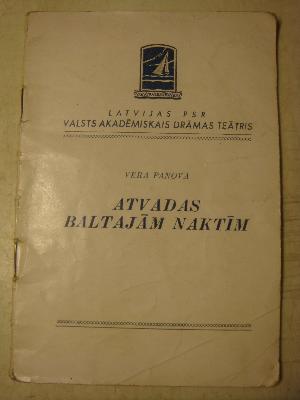 LATVIJAS PSR
VALSTS AKADĒMISKAIS DRĀMAS TEĀTRIS
VERA PANOVA
ATVADAS
BALTAJĀM NAKTĪM